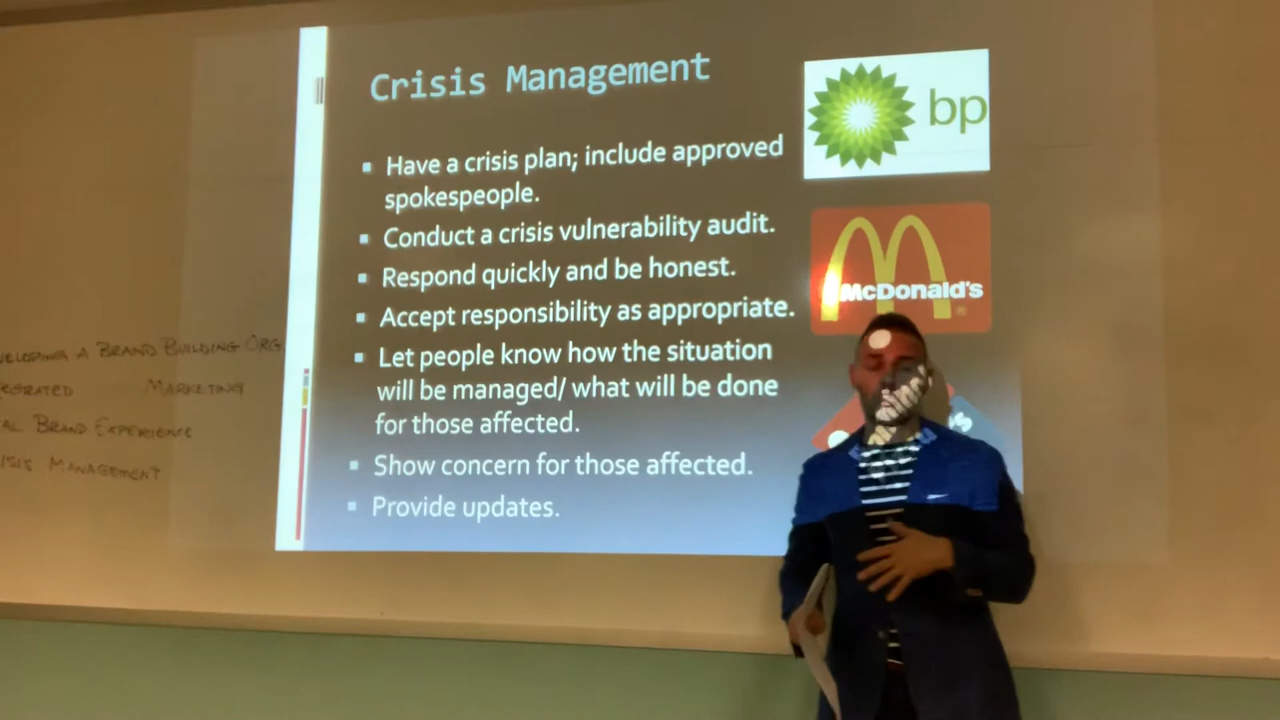 Crisis Management
▪ Have a crisis plan; include approved
spokespeople.
▪ Conduct a crisis vulnerability audit.
▪ Respond quickly and be honest.
▪ Accept responsibility as appropriate.
▪ Let people know how the situation
will be managed/ what will be done
for those affected.
▪ Show concern for those affected.
▪ Provide updates.
bp
McDonald's
®
A BRAND BUILDING ORG.
MARKETING
BRAND EXPERIENCE
MANAGEMENT